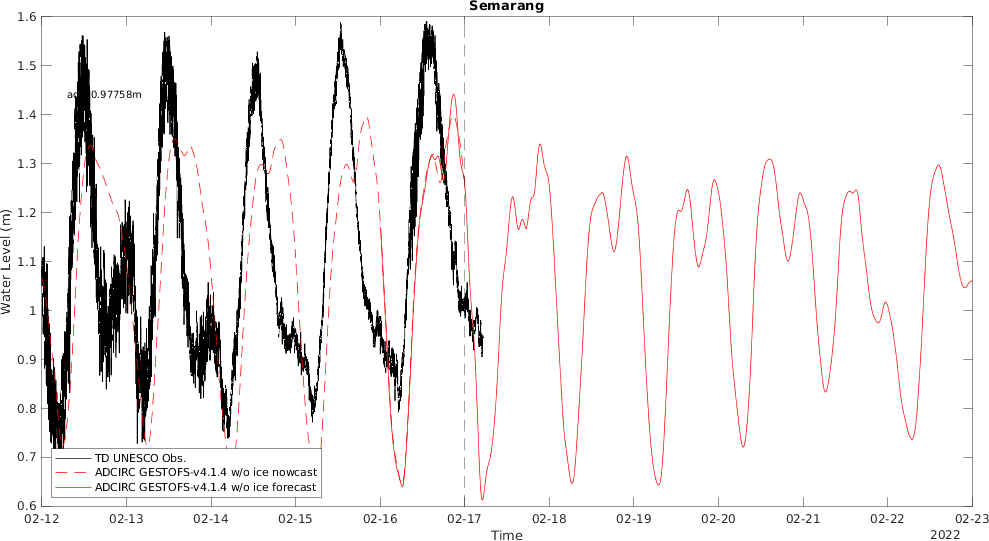 Semarang
1.6
1.5
1.4
1.3
1.2
1.1
1
0.9
0.8
0.7
0.6
Water Level (m)
0.97758m
TD UNESCO Obs.
ADCIRC GESTOFS-v4.1.4 w/o ice nowcast
ADCIRC GESTOFS-v4.1.4 w/o ice forecast
02-12 02-13 02-14 02-15 02-16 02-17 02-18 02-19 02-20 02-21 02-22 02-23
Time
2022